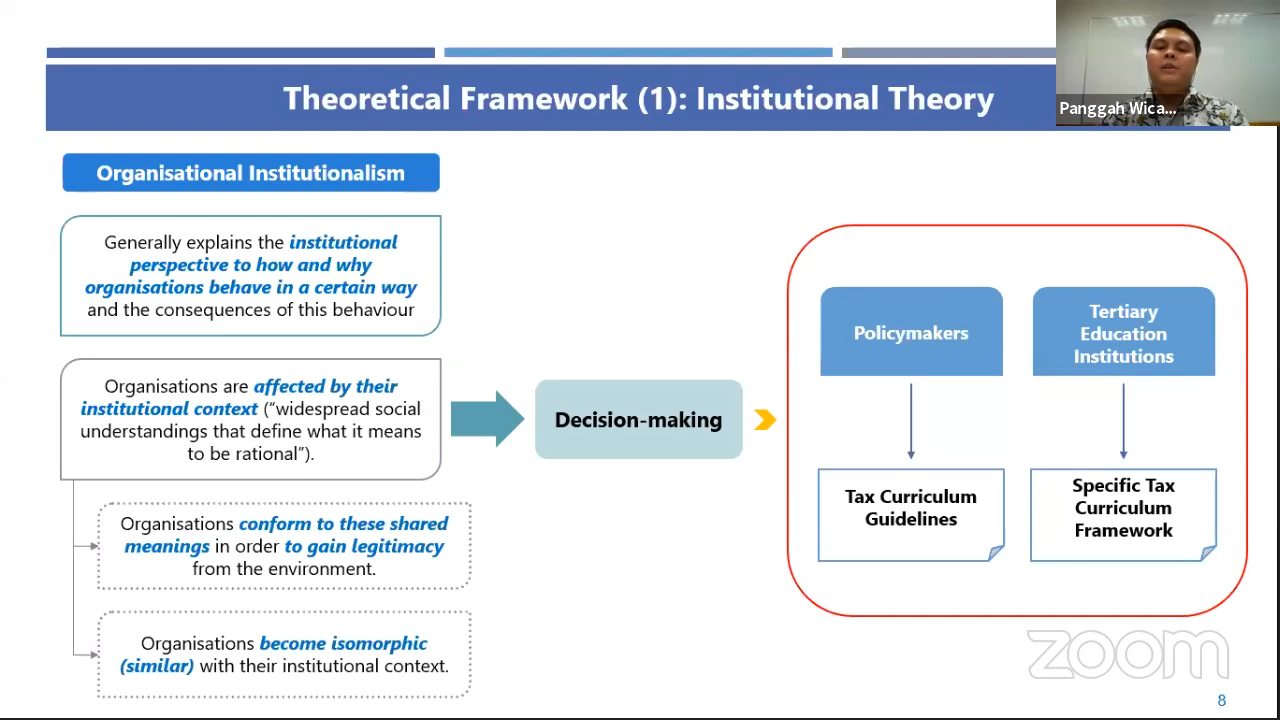 Theoretical Framework (1): Institutional Theory
Panggah Wica...
Organisational Institutionalism
Generally explains the institutional
perspective to how and why
organisations behave in a certain way
and the consequences of this behaviour
Organisations are affected by their
institutional context (“widespread social
understandings that define what it means
to be rational”).
Organisations conform to these shared
meanings in order to gain legitimacy
from the environment.
Organisations become isomorphic
(similar) with their institutional context.
Decision-making
Policymakers
Tertiary
Education
Institutions
Tax Curriculum
Guidelines
Specific Tax
Curriculum
Framework
zoom
8